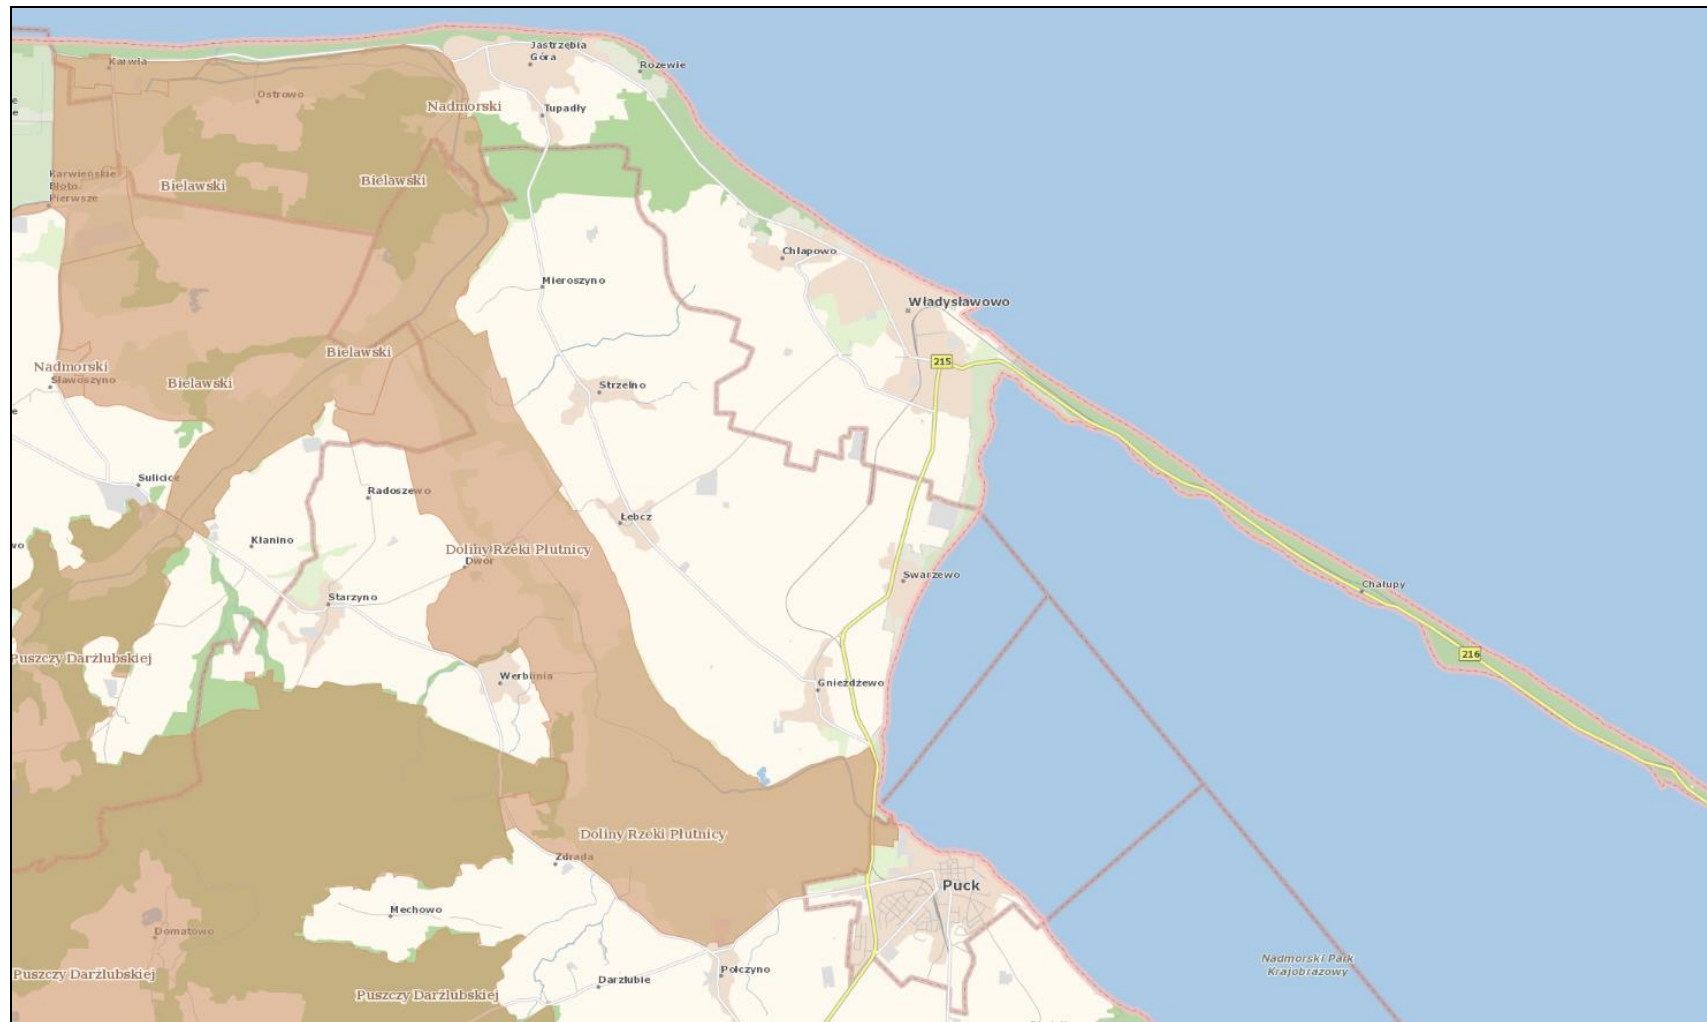 Jastrzębia
Góra
Rozewie
Karwia
Ostrowo
Nadmorski
Tupadły
Karwieńskie
Błoto
Pierwsze
Bielawski
Bielawski
Chłapowo
Mieroszyno
Władysławowo
Bielawski
215
Nadmorski
Sławoszyno
Bielawski
Strzelno
Sulicice
Radoszewo
Łebcz
Kłanino
Doliny Rzeki Płutnicy
Dwór
Swarzewo
Chałupy
Starzyno
216
Puszczy Darżlubskiej
Werblinia
Gnieżdżewo
Doliny Rzeki Płutnicy
Zdrada
Puck
Mechowo
Domatowo
Nadmorski Park
Krajobrazowy
Puszczy Darżlubskiej
Połczyno
Darżlubie
Puszczy Darżlubskiej